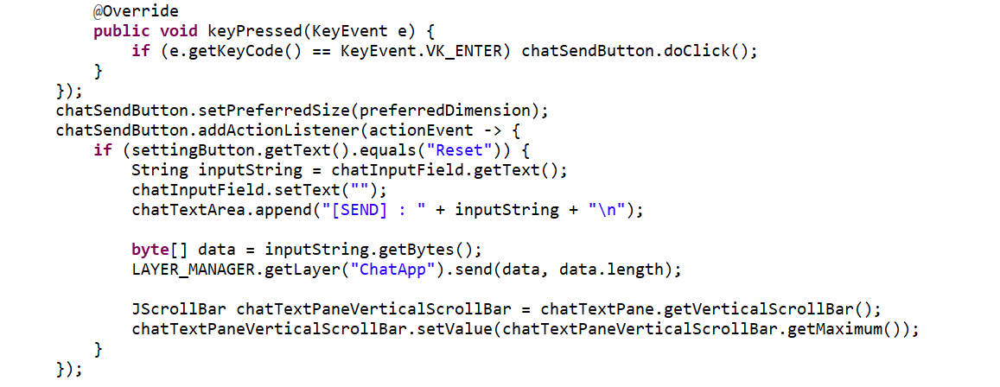 @Override
public void keyPressed(KeyEvent e) {
if (e.getKeyCode() == KeyEvent.VK_ENTER) chatSendButton.doClick();
}
});
chatSendButton.setPreferredSize(preferredDimension);
chatSendButton.addActionListener(actionEvent -> {
if (settingButton.getText().equals("Reset")) {
String inputString = chatInputField.getText();
chatInputField.setText("");
chatTextArea.append("[SEND] : " + inputString + "\n");
byte[] data = inputString.getBytes();
LAYER_MANAGER.getLayer("ChatApp").send(data, data.length);
JScrollBar chatTextPaneVerticalScrollBar = chatTextPane.getVerticalScrollBar();
chatTextPaneVerticalScrollBar.setValue(chatTextPaneVerticalScrollBar.getMaximum());
}
});